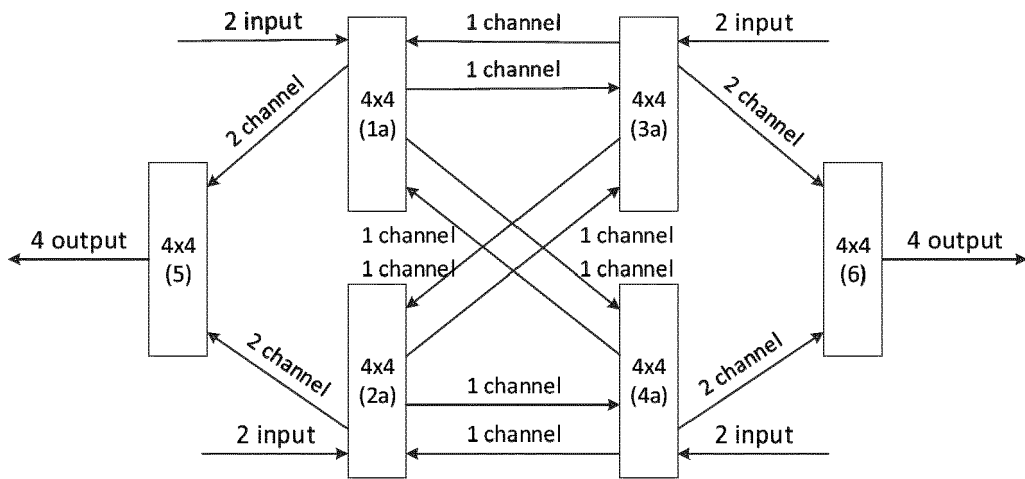 2 input
1 channel
2 input
1 channel
2 channel
4x4
(1a)
4x4
(3a)
2 channel
4 output
4x4
(5)
1 channel
1 channel
1 channel
1 channel
4x4
(6)
4 output
2 channel
4x4
(2a)
1 channel
4x4
(4a)
2 channel
2 input
1 channel
2 input